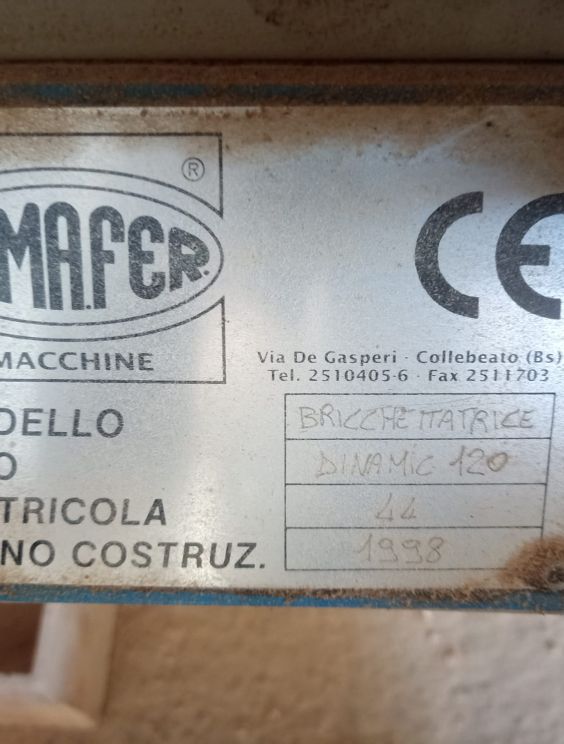 ®
MA.FER.
MACCHINE
CE
Via De Gasperi · Collebeato (Bs)
Tel. 2510405-6 · Fax 2511703
DELLO BRICCHETTATRICE
O DINAMIC 120
TRICOLA 44
NO COSTRUZ. 1998